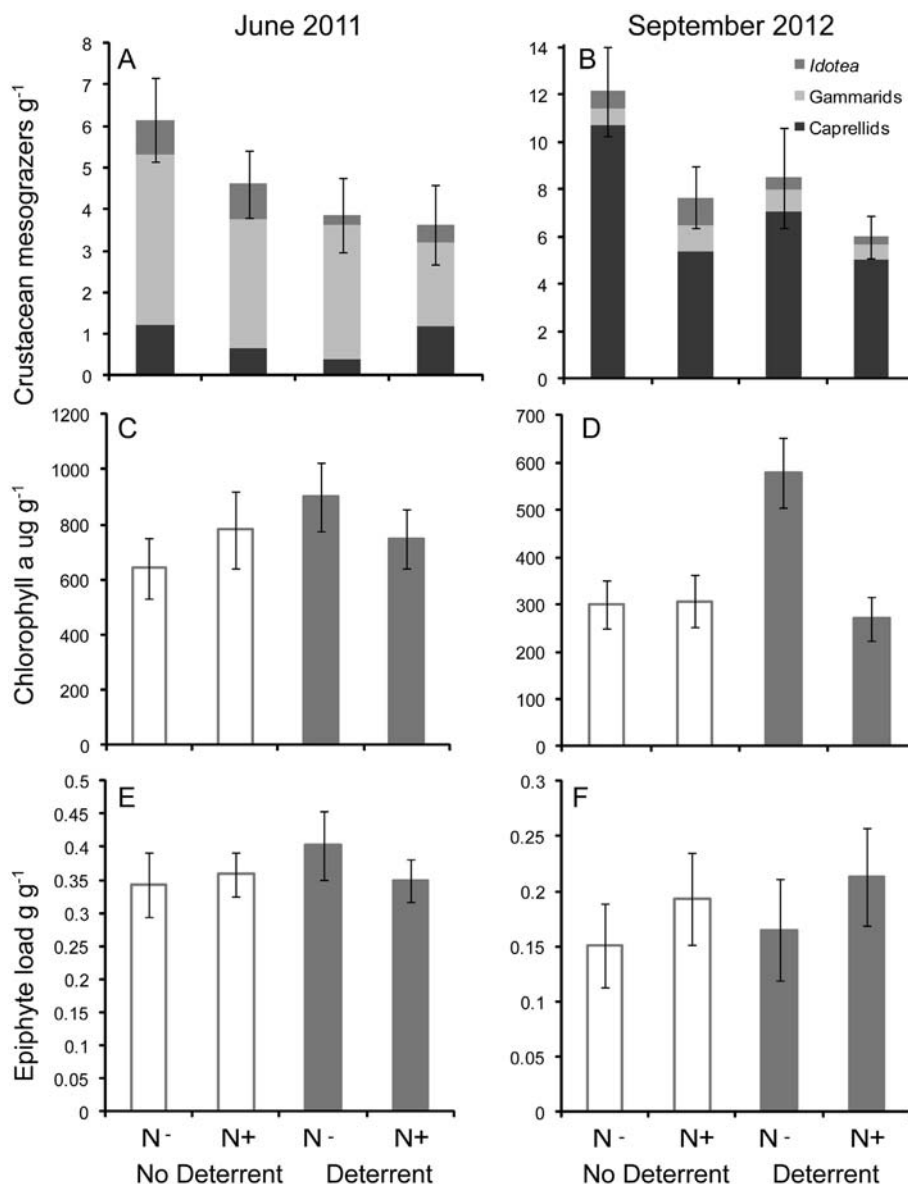 June 2011
September 2012
A
B
Crustacean mesograzers g-1
8
7
6
5
4
3
2
1
0
14
12
10
8
6
4
2
0
Idotea
Gammarids
Caprellids
C
D
Chlorophyll a ug g-1
1200
1000
800
600
400
200
0
700
600
500
400
300
200
100
0
E
F
Epiphyte load g g-1
0.5
0.45
0.4
0.35
0.3
0.25
0.2
0.15
0.1
0.05
0
0.3
0.25
0.2
0.15
0.1
0.05
0
N - N+ N - N+
No Deterrent Deterrent
N - N+ N - N+
No Deterrent Deterrent